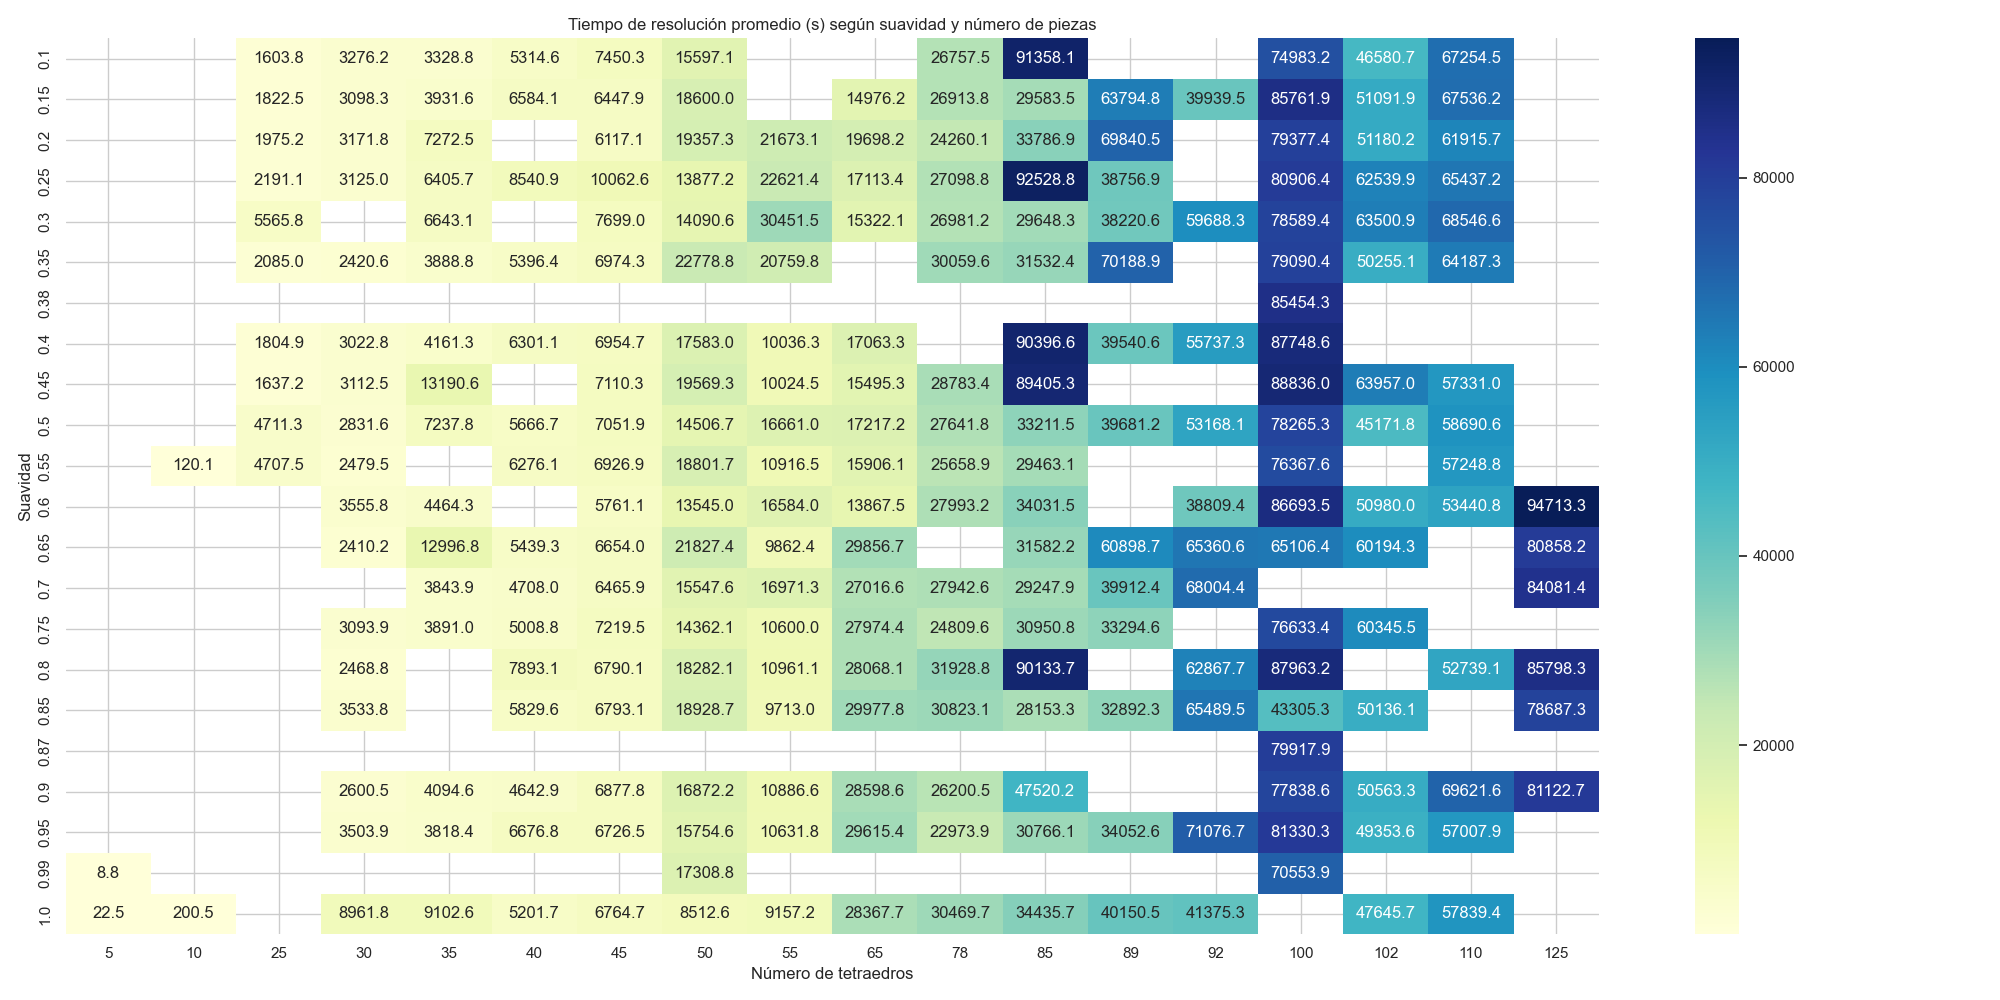 Tiempo de resolución promedio (s) según suavidad y número de piezas
Suavidad
0.1 1603.8 3276.2 3328.8 5314.6 7450.3 15597.1 26757.5 91358.1 74983.2 46580.7 67254.5
0.15 1822.5 3098.3 3931.6 6584.1 6447.9 18600.0 14976.2 26913.8 29583.5 63794.8 39939.5 85761.9 51091.9 67536.2
0.2 1975.2 3171.8 7272.5 6117.1 19357.3 21673.1 19698.2 24260.1 33786.9 69840.5 79377.4 51180.2 61915.7
0.25 2191.1 3125.0 6405.7 8540.9 10062.6 13877.2 22621.4 17113.4 27098.8 92528.8 38756.9 80906.4 62539.9 65437.2
0.3 5565.8 6643.1 7699.0 14090.6 30451.5 15322.1 26981.2 29648.3 38220.6 59688.3 78589.4 63500.9 68546.6
0.35 2085.0 2420.6 3888.8 5396.4 6974.3 22778.8 20759.8 30059.6 31532.4 70188.9 79090.4 50255.1 64187.3
0.38 85454.3
0.4 1804.9 3022.8 4161.3 6301.1 6954.7 17583.0 10036.3 17063.3 90396.6 39540.6 55737.3 87748.6
0.45 1637.2 3112.5 13190.6 7110.3 19569.3 10024.5 15495.3 28783.4 89405.3 88836.0 63957.0 57331.0
0.5 4711.3 2831.6 7237.8 5666.7 7051.9 14506.7 16661.0 17217.2 27641.8 33211.5 39681.2 53168.1 78265.3 45171.8 58690.6
0.55 120.1 4707.5 2479.5 6276.1 6926.9 18801.7 10916.5 15906.1 25658.9 29463.1 76367.6 57248.8
0.6 3555.8 4464.3 5761.1 13545.0 16584.0 13867.5 27993.2 34031.5 38809.4 86693.5 50980.0 53440.8 94713.3
0.65 2410.2 12996.8 5439.3 6654.0 21827.4 9862.4 29856.7 31582.2 60898.7 65360.6 65106.4 60194.3 80858.2
0.7 3843.9 4708.0 6465.9 15547.6 16971.3 27016.6 27942.6 29247.9 39912.4 68004.4 84081.4
0.75 3093.9 3891.0 5008.8 7219.5 14362.1 10600.0 27974.4 24809.6 30950.8 33294.6 76633.4 60345.5
0.8 2468.8 7893.1 6790.1 18282.1 10961.1 28068.1 31928.8 90133.7 62867.7 87963.2 52739.1 85798.3
0.85 3533.8 5829.6 6793.1 18928.7 9713.0 29977.8 30823.1 28153.3 32892.3 65489.5 43305.3 50136.1 78687.3
0.87 79917.9
0.9 2600.5 4094.6 4642.9 6877.8 16872.2 10886.6 28598.6 26200.5 47520.2 77838.6 50563.3 69621.6 81122.7
0.95 3503.9 3818.4 6676.8 6726.5 15754.6 10631.8 29615.4 22973.9 30766.1 34052.6 71076.7 81330.3 49353.6 57007.9
0.99 8.8 17308.8 70553.9
1.0 22.5 200.5 8961.8 9102.6 5201.7 6764.7 8512.6 9157.2 28367.7 30469.7 34435.7 40150.5 41375.3 47645.7 57839.4
5 10 25 30 35 40 45 50 55 65 78 85 89 92 100 102 110 125
Número de tetraedros
80000
60000
40000
20000